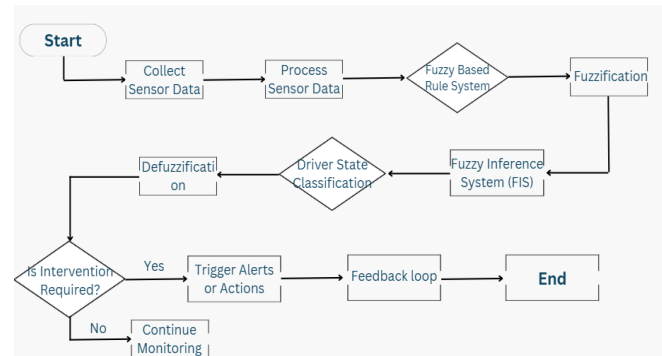 Start
Collect
Sensor Data
Process
Sensor Data
Fuzzy Based
Rule System
Fuzzification
Defuzzificati
on
Driver State
Classification
Fuzzy Inference
System (FIS)
Is Intervention
Required?
Yes
Trigger Alerts
or Actions
Feedback loop
End
No
Continue
Monitoring